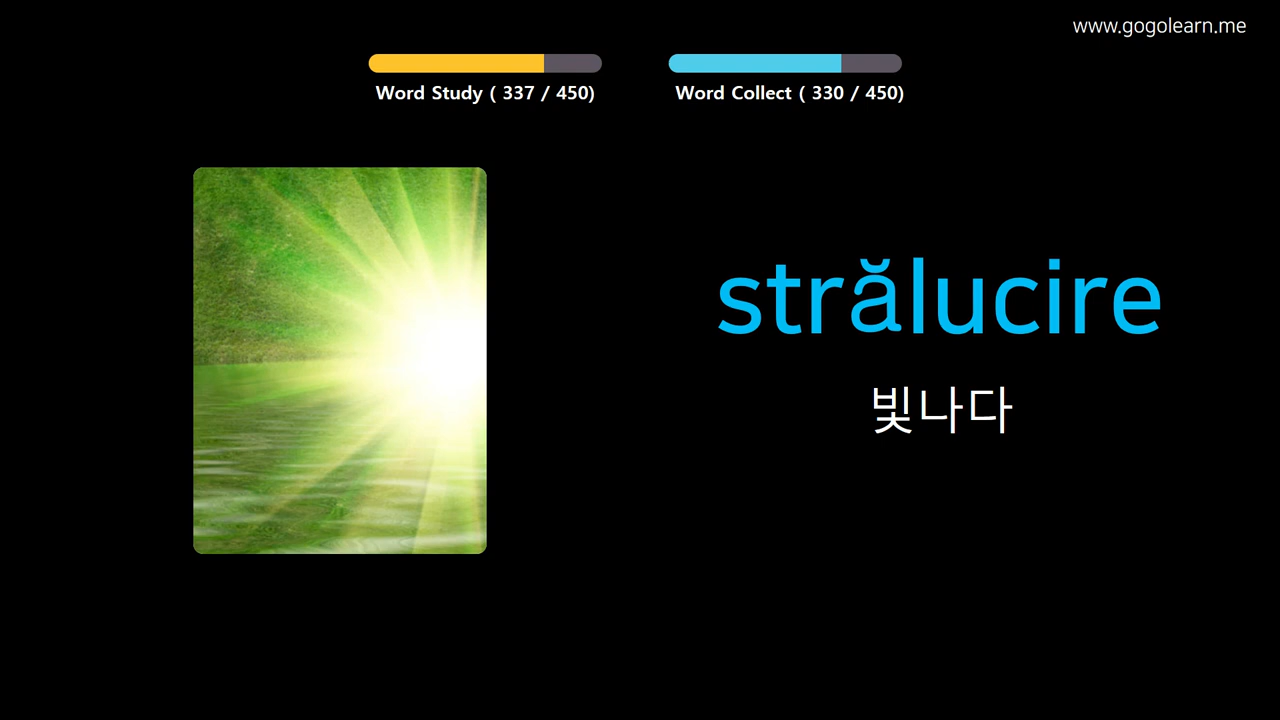 www.gogolearn.me
Word Study ( 337 / 450)
Word Collect ( 330 / 450)
strălucire
빛나다